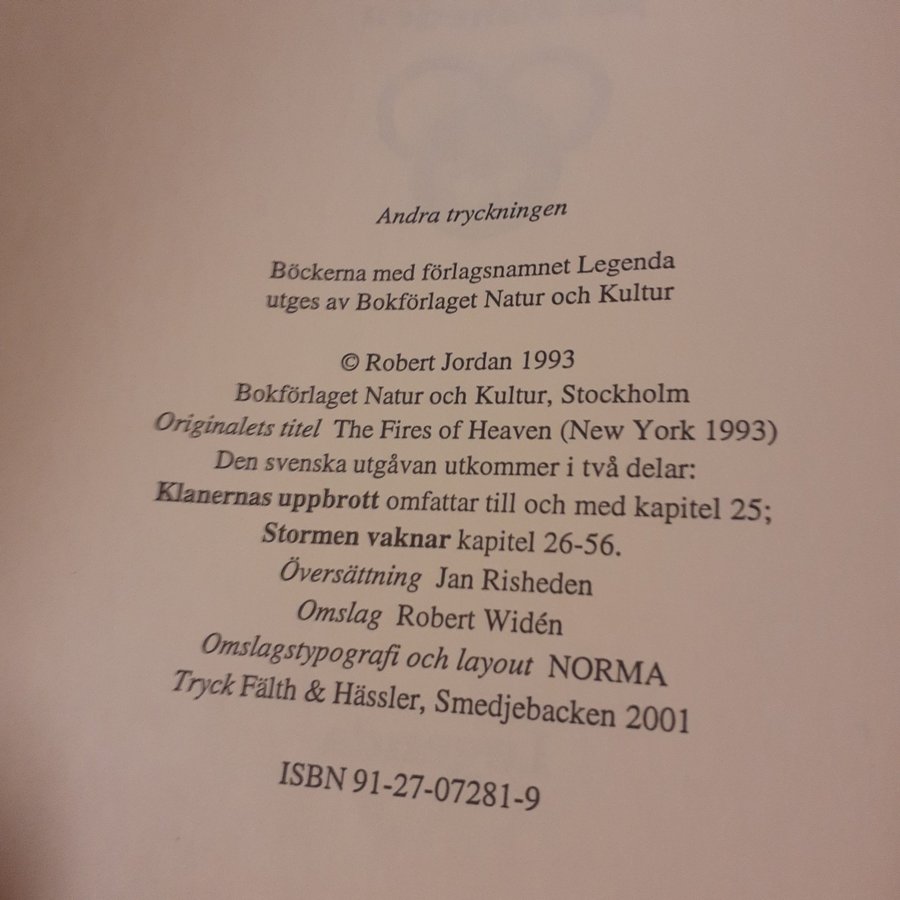 Andra tryckningen
Böckerna med förlagsnamnet Legenda
utges av Bokförlaget Natur och Kultur
© Robert Jordan 1993
Bokförlaget Natur och Kultur, Stockholm
Originalets titel The Fires of Heaven (New York 1993)
Den svenska utgåvan utkommer i två delar:
Klanernas uppbrott omfattar till och med kapitel 25;
Stormen vaknar kapitel 26-56.
Översättning Jan Risheden
Omslag Robert Widén
Omslagstypografi och layout NORMA
Tryck Fälth & Hässler, Smedjebacken 2001
ISBN 91-27-07281-9